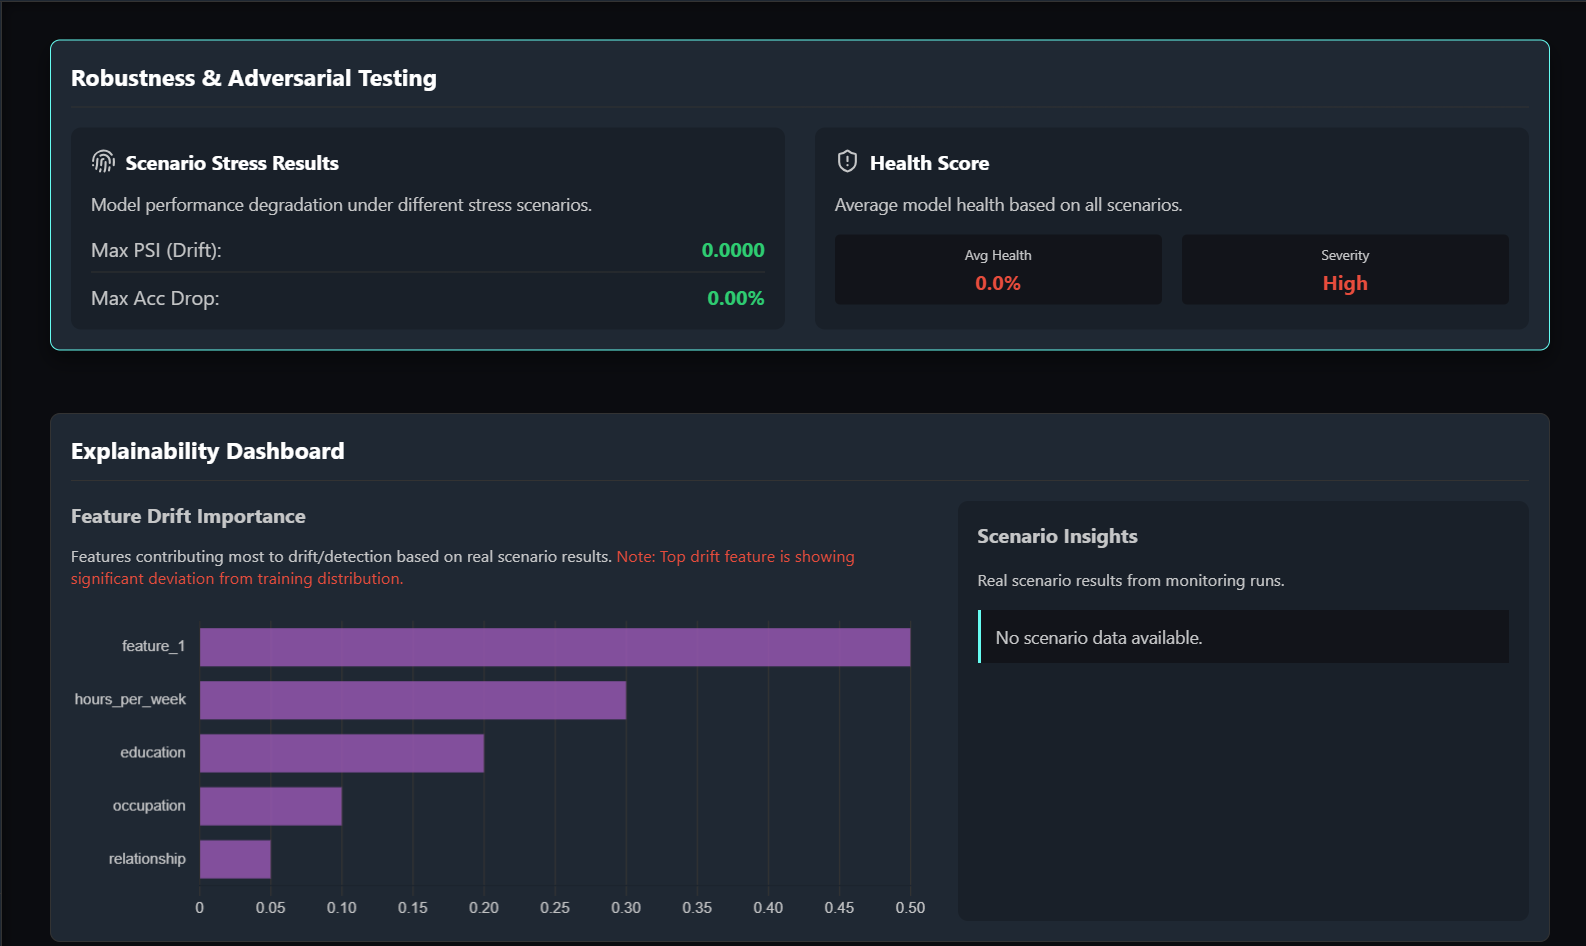 Robustness & Adversarial Testing
Scenario Stress Results
Model performance degradation under different stress scenarios.
Max PSI (Drift): 0.0000
Max Acc Drop: 0.00%
Health Score
Average model health based on all scenarios.
Avg Health
0.0%
Severity
High
Explainability Dashboard
Feature Drift Importance
Features contributing most to drift/detection based on real scenario results. Note: Top drift feature is showing
significant deviation from training distribution.
feature_1
hours_per_week
education
occupation
relationship
0 0.05 0.10 0.15 0.20 0.25 0.30 0.35 0.40 0.45 0.50
Scenario Insights
Real scenario results from monitoring runs.
No scenario data available.